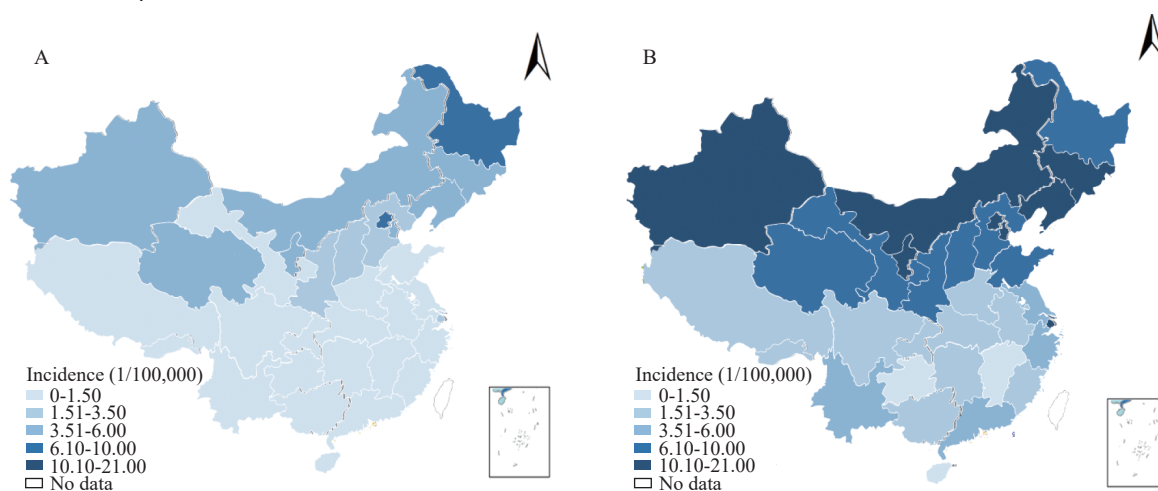 A
Incidence (1/100,000)
0-1.50
1.51-3.50
3.51-6.00
6.10-10.00
10.10-21.00
No data
B
Incidence (1/100,000)
0-1.50
1.51-3.50
3.51-6.00
6.10-10.00
10.10-21.00
No data